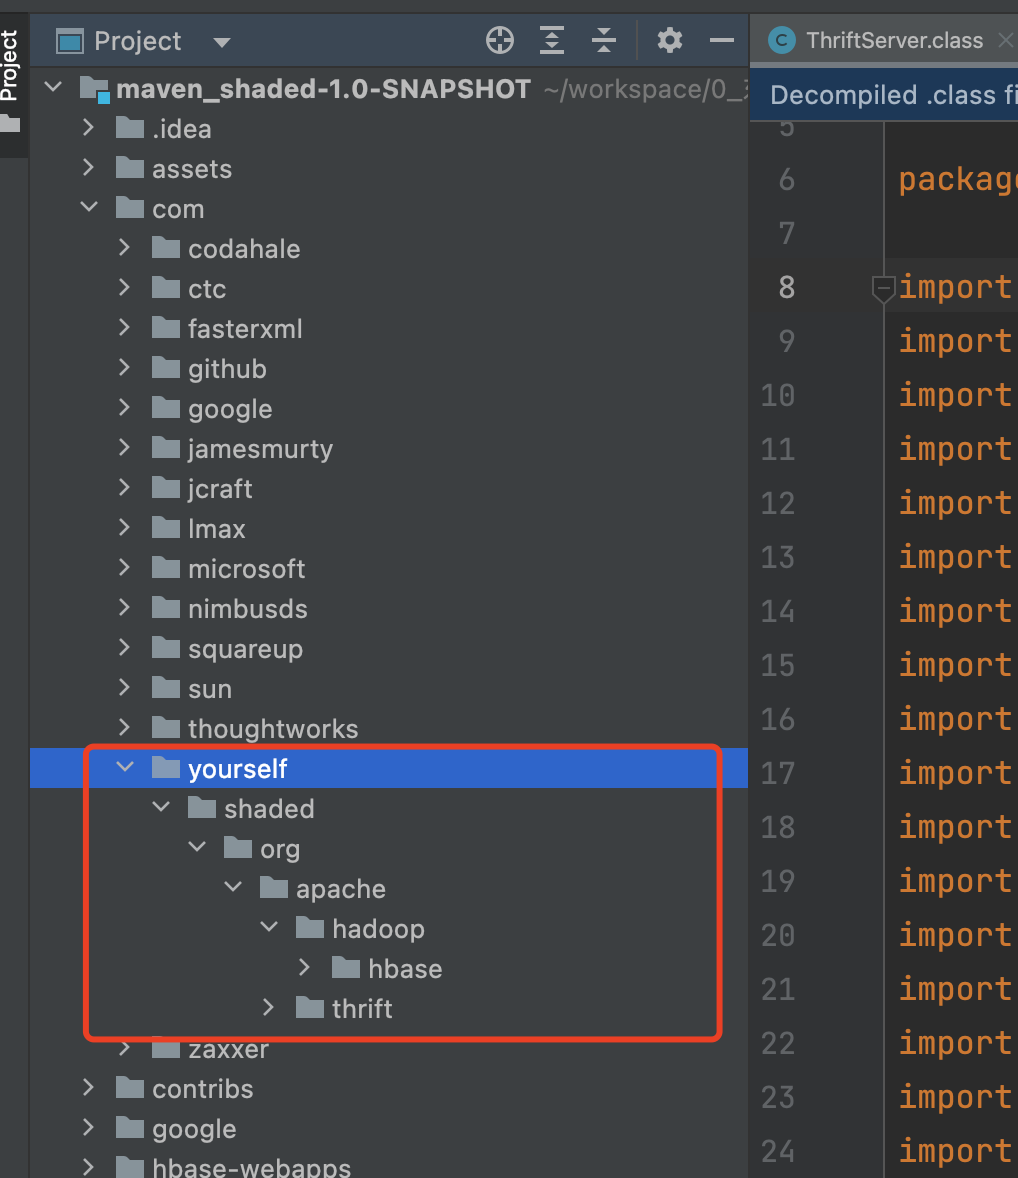 Project
Project
maven_shaded-1.0-SNAPSHOT ~/workspace/0_
.idea
assets
com
codahale
ctc
fasterxml
github
google
jamesmurty
jcraft
lmax
microsoft
nimbusds
squareup
sun
thoughtworks
yourself
shaded
org
apache
hadoop
hbase
thrift
zaxxer
contribs
google
hbase-webapps
C ThriftServer.class
Decompiled .class fi
5
6 package
7
8 import
9 import
10 import
11 import
12 import
13 import
14 import
15 import
16 import
17 import
18 import
19 import
20 import
21 import
22 import
23 import
24 import